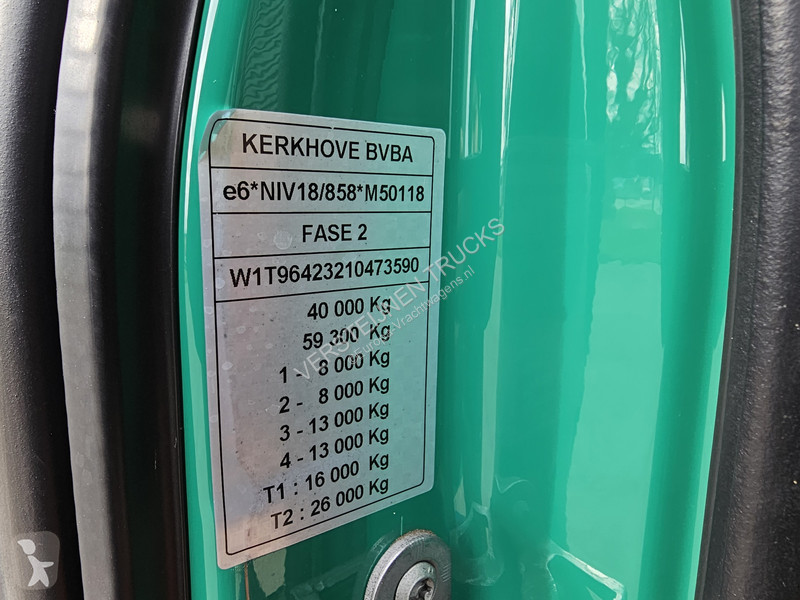 KERKHOVE BVBA
e6*NIV18/858*M50118
FASE 2
W1T96423210473590
40 000 Kg
59 300 Kg
1 - 8 000 Kg
2 - 8 000 Kg
3 - 13 000 Kg
4 - 13 000 Kg
T1 : 16 000 Kg
T2 : 26 000 Kg
VERSTEIJNEN TRUCKS